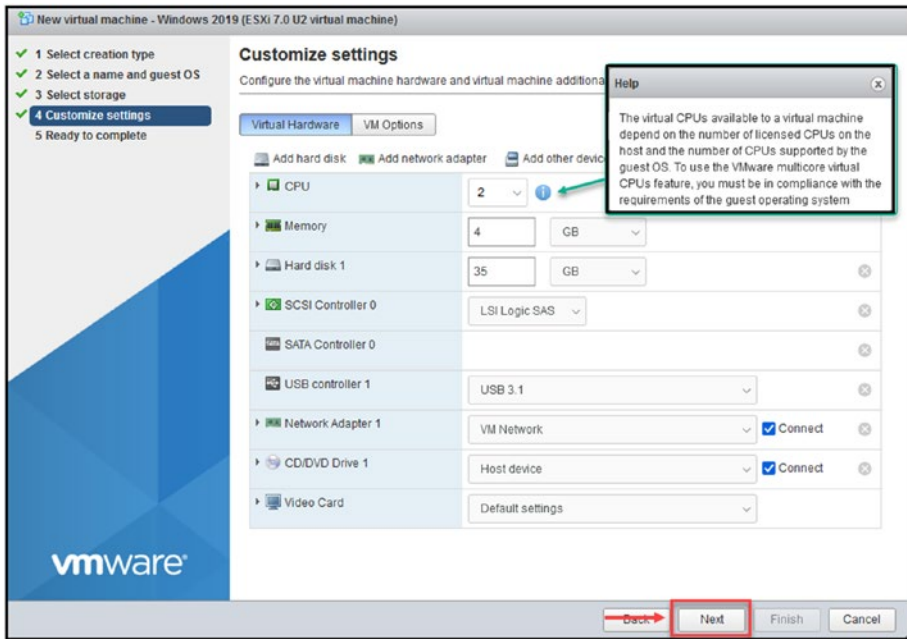 New virtual machine - Windows 2019 (ESXi 7.0 U2 virtual machine)
1 Select creation type
2 Select a name and guest OS
3 Select storage
4 Customize settings
5 Ready to complete
vmware®
Customize settings
Configure the virtual machine hardware and virtual machine additiona
Virtual Hardware
VM Options
Add hard disk
Add network adapter
Add other device
Help
The virtual CPUs available to a virtual machine
depend on the number of licensed CPUs on the
host and the number of CPUs supported by the
guest OS. To use the VMware multicore virtual
CPUs feature, you must be in compliance with the
requirements of the guest operating system
CPU
2
Memory
4
GB
Hard disk 1
35
GB
SCSI Controller 0
LSI Logic SAS
SATA Controller 0
USB controller 1
USB 3.1
Network Adapter 1
VM Network
Connect
CD/DVD Drive 1
Host device
Connect
Video Card
Default settings
Back
Next
Finish
Cancel